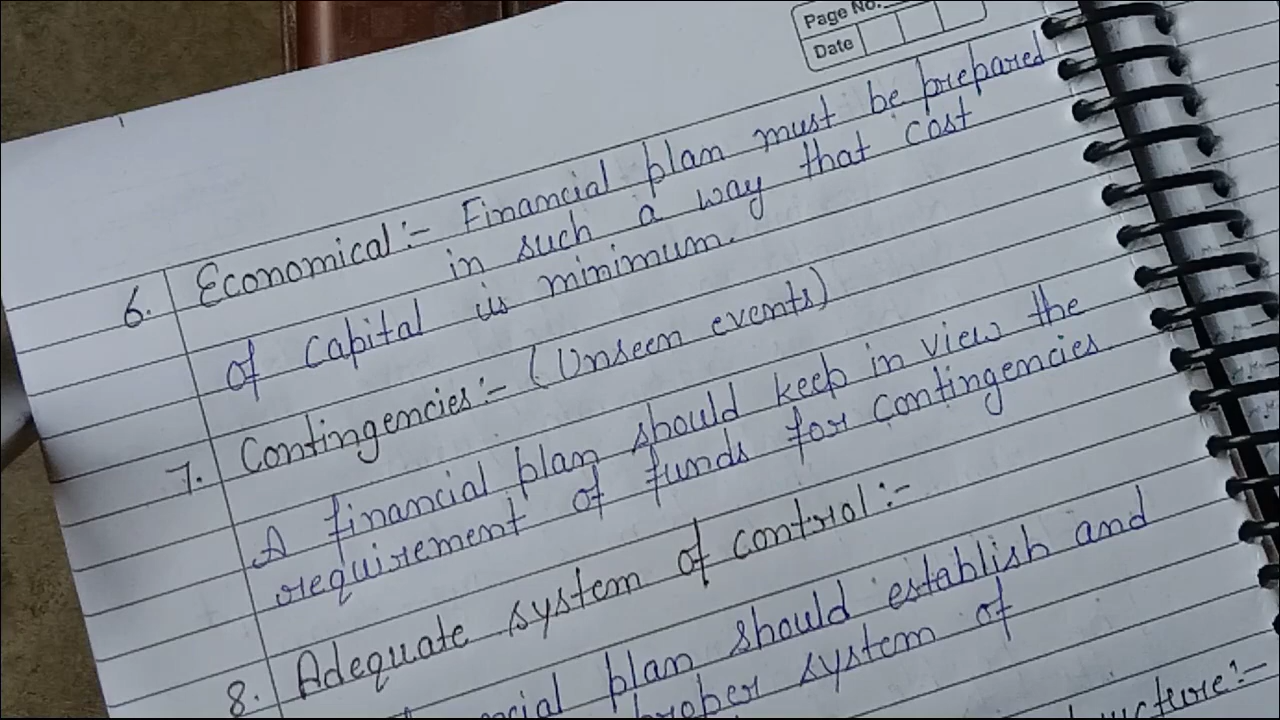 Page No.
Date
6. Economical:- Financial plan must be prepared
in such a way that cost
of capital is minimum.
7. Contingencies:- (Unseen events)
A financial plan should keep in view the
requirement of funds for contingencies
8. Adequate system of control:-
plan should establish and
proper system of